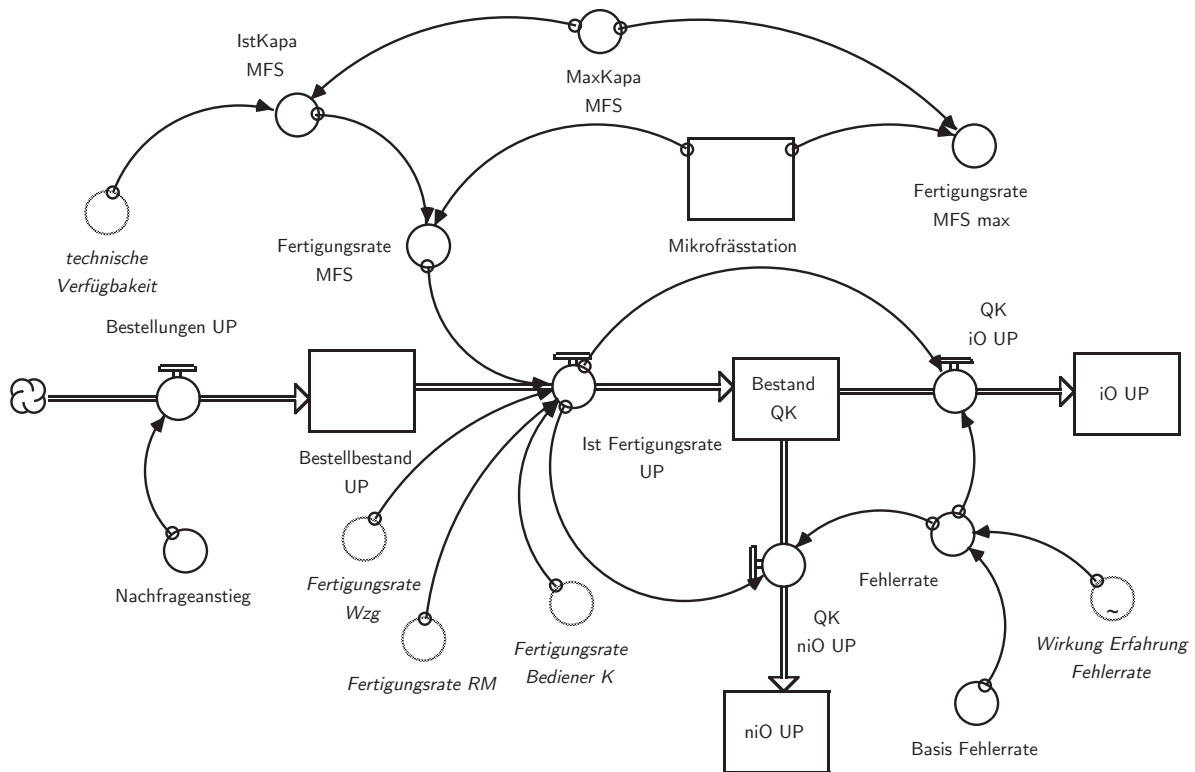 IstKapa
MFS
MaxKapa
MFS
Fertigungsrate
MFS max
Fertigungsrate
MFS
Mikrofrässtation
technische
Verfügbakeit
Bestellungen UP
QK
iO UP
Bestand
QK
iO UP
Bestellbestand
UP
Ist Fertigungsrate
UP
Nachfrageanstieg
Fertigungsrate
Wzg
Fertigungsrate RM
Fertigungsrate
Bediener K
Fehlerrate
QK
niO UP
~
Wirkung Erfahrung
Fehlerrate
niO UP
Basis Fehlerrate